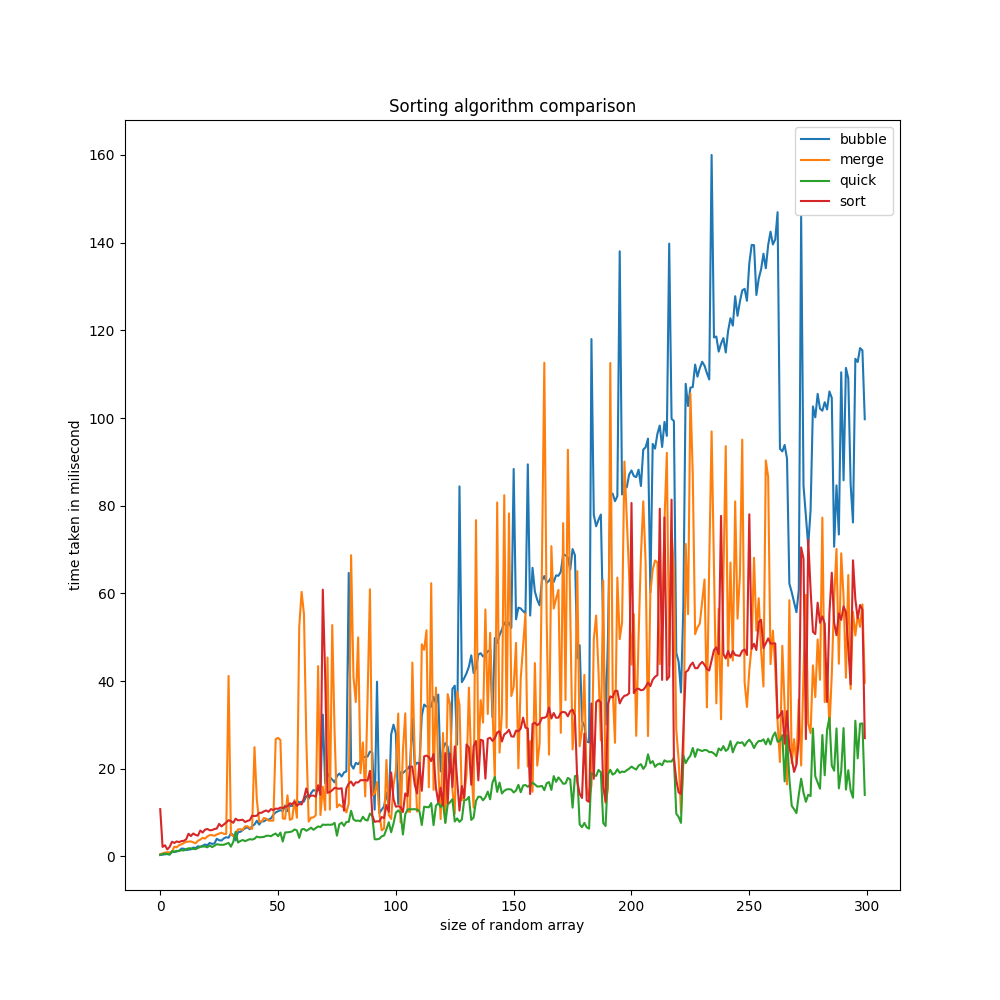 Sorting algorithm comparison
bubble
merge
quick
sort
160
140
120
100
80
60
40
20
0
time taken in milisecond
0 50 100 150 200 250 300
size of random array